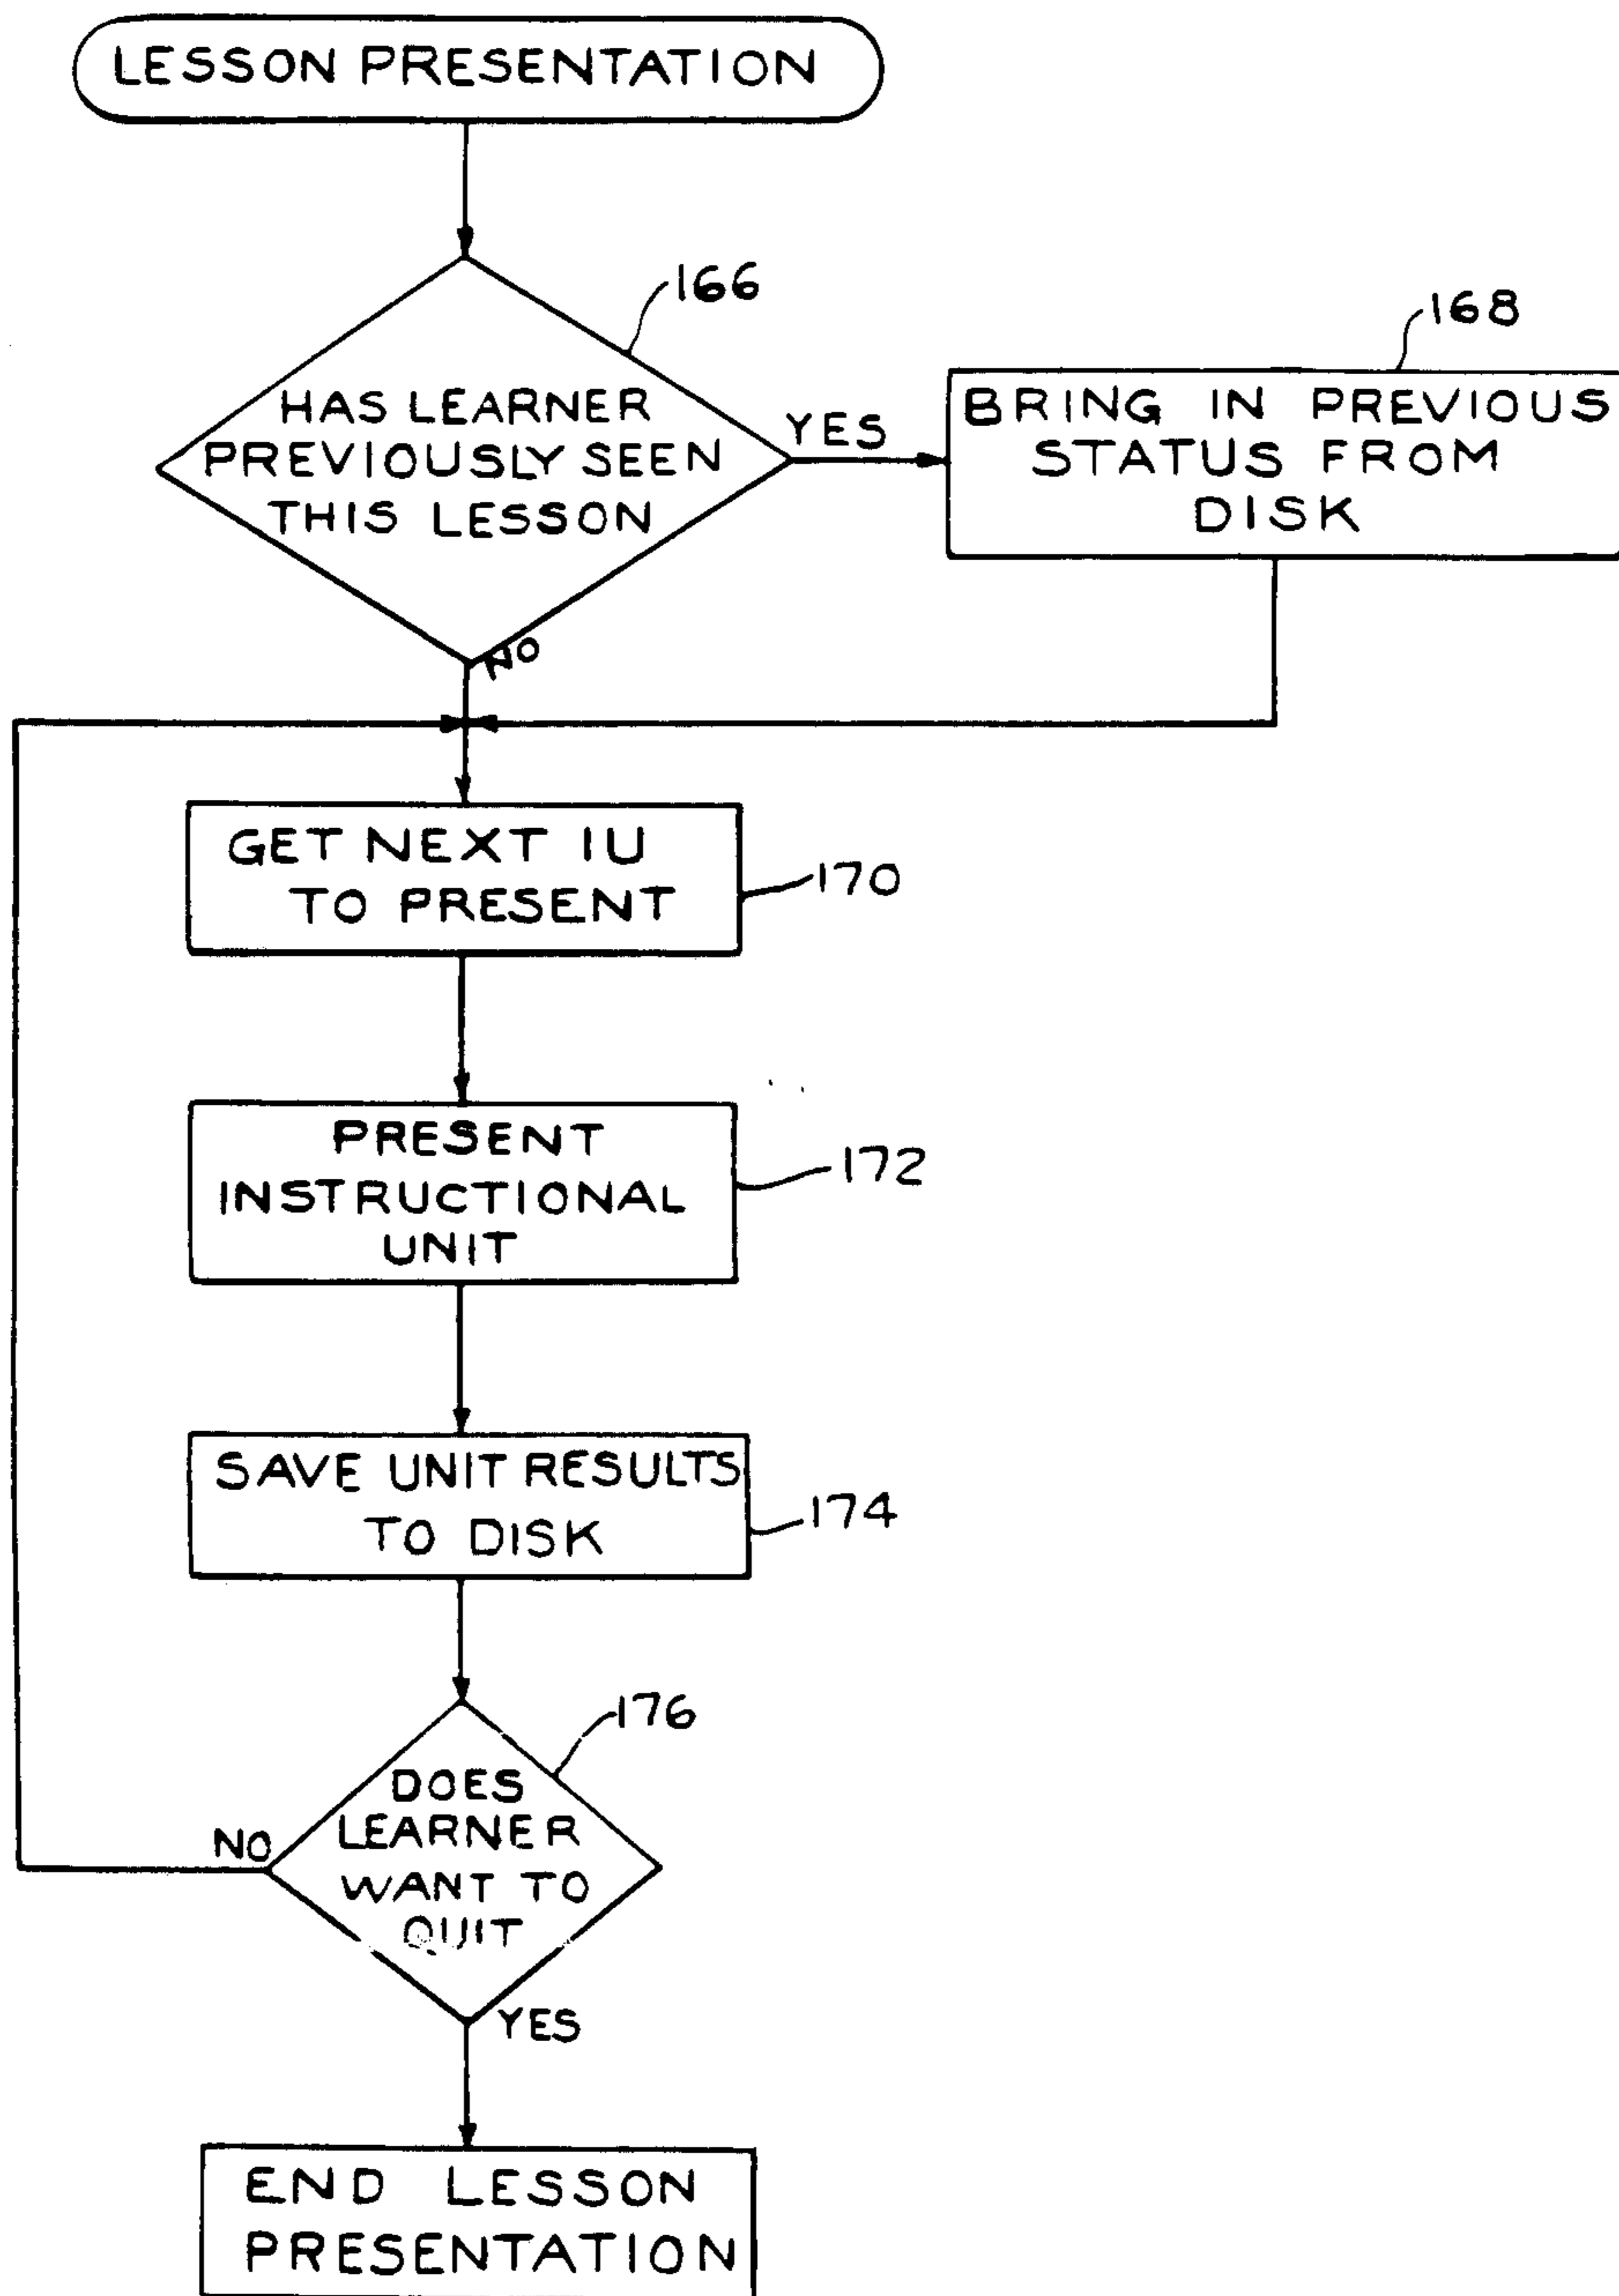 LESSON PRESENTATION
166
HAS LEARNER
PREVIOUSLY SEEN
THIS LESSON
YES
168
BRING IN PREVIOUS
STATUS FROM
DISK
NO
GET NEXT IU
TO PRESENT
170
PRESENT
INSTRUCTIONAL
UNIT
172
SAVE UNIT RESULTS
TO DISK
174
176
DOES
LEARNER
WANT TO
QUIT
NO
YES
END LESSON
PRESENTATION